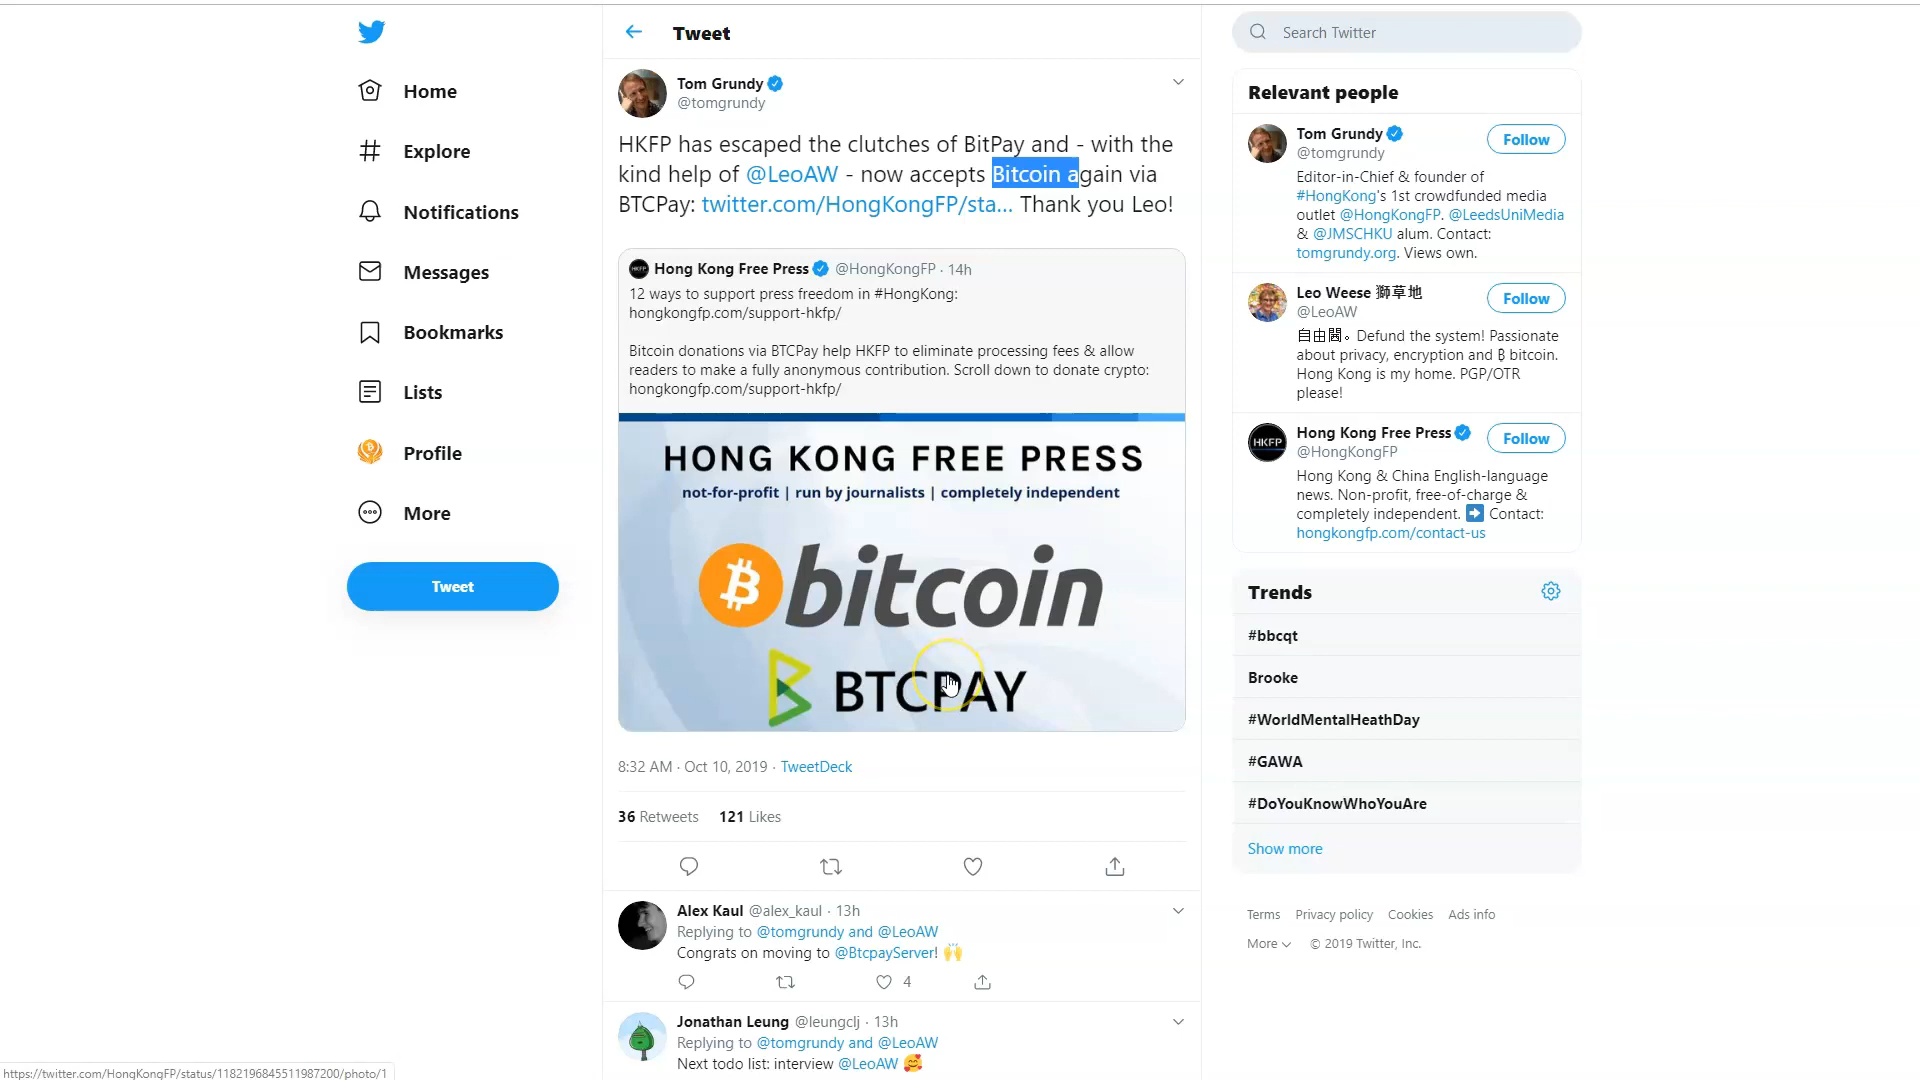 Tweet
Search Twitter
Home
Explore
Notifications
Messages
Bookmarks
Lists
Profile
More
Tweet
Tom Grundy
@tomgrundy
HKFP has escaped the clutches of BitPay and - with the
kind help of @LeoAW - now accepts Bitcoin again via
BTCPay: twitter.com/HongKongFP/sta... Thank you Leo!
HKFP Hong Kong Free Press @HongKongFP · 14h
12 ways to support press freedom in #HongKong:
hongkongfp.com/support-hkfp/
Bitcoin donations via BTCPay help HKFP to eliminate processing fees & allow
readers to make a fully anonymous contribution. Scroll down to donate crypto:
hongkongfp.com/support-hkfp/
HONG KONG FREE PRESS
not-for-profit | run by journalists | completely independent
bitcoin
BTCPAY
8:32 AM · Oct 10, 2019 · TweetDeck
36 Retweets 121 Likes
Alex Kaul @alex_kaul · 13h
Replying to @tomgrundy and @LeoAW
Congrats on moving to @BtcpayServer! 🙌
4
Jonathan Leung @leungclj · 13h
Replying to @tomgrundy and @LeoAW
Next todo list: interview @LeoAW 🥰
Relevant people
Tom Grundy
@tomgrundy
Follow
Editor-in-Chief & founder of
#HongKong's 1st crowdfunded media
outlet @HongKongFP. @LeedsUniMedia
& @JMSCHKU alum. Contact:
tomgrundy.org. Views own.
Leo Weese 獅草地
@LeoAW
Follow
自由閪。Defund the system! Passionate
about privacy, encryption and ₿ bitcoin.
Hong Kong is my home. PGP/OTR
please!
HKFP
Hong Kong Free Press
@HongKongFP
Follow
Hong Kong & China English-language
news. Non-profit, free-of-charge &
completely independent. ➡ Contact:
hongkongfp.com/contact-us
Trends
#bbcqt
Brooke
#WorldMentalHeathDay
#GAWA
#DoYouKnowWhoYouAre
Show more
Terms Privacy policy Cookies Ads info
More © 2019 Twitter, Inc.
https://twitter.com/HongKongFP/status/1182196845511987200/photo/1